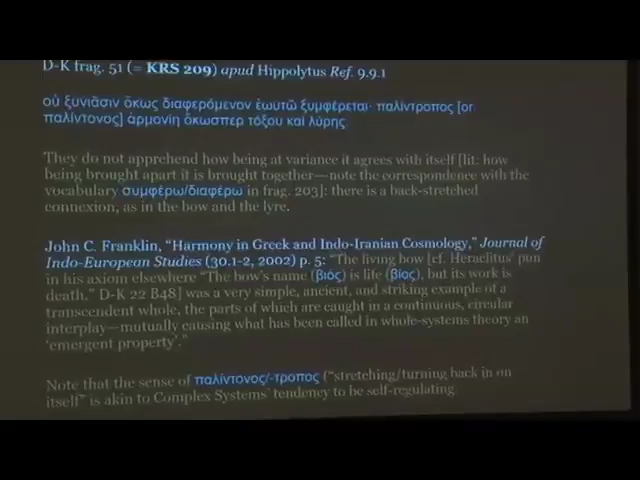 D-K frag. 51 (= KRS 209) apud Hippolytus Ref. 9.9.1
οὐ ξυνιᾶσιν ὅκως διαφερόμενον ἑωυτῷ ξυμφέρεται· παλίντροπος [or
παλίντονος] ἁρμονίη ὅκωσπερ τόξου καὶ λύρης.
They do not apprehend how being at variance it agrees with itself [lit: how
being brought apart it is brought together—note the correspondence with the
vocabulary συμφέρω/διαφέρω in frag. 203]: there is a back-stretched
connexion, as in the bow and the lyre.
John C. Franklin, “Harmony in Greek and Indo-Iranian Cosmology,” Journal of
Indo-European Studies (30.1-2, 2002) p. 5: “The living bow [cf. Heraclitus’ pun
in his axiom elsewhere “The bow’s name (βιός) is life (βίος), but its work is
death,” D-K 22 B48] was a very simple, ancient, and striking example of a
transcendent whole, the parts of which are caught in a continuous, circular
interplay—mutually causing what has been called in whole-systems theory an
‘emergent property’.”
Note that the sense of παλίντονος/-τροπος (“stretching/turning back in on
itself” is akin to Complex Systems’ tendency to be self-regulating.